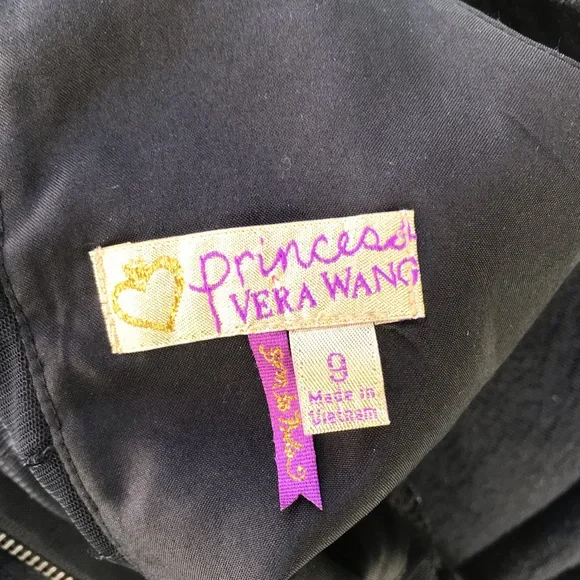 princess
VERA WANG
9
Made in
Vietnam